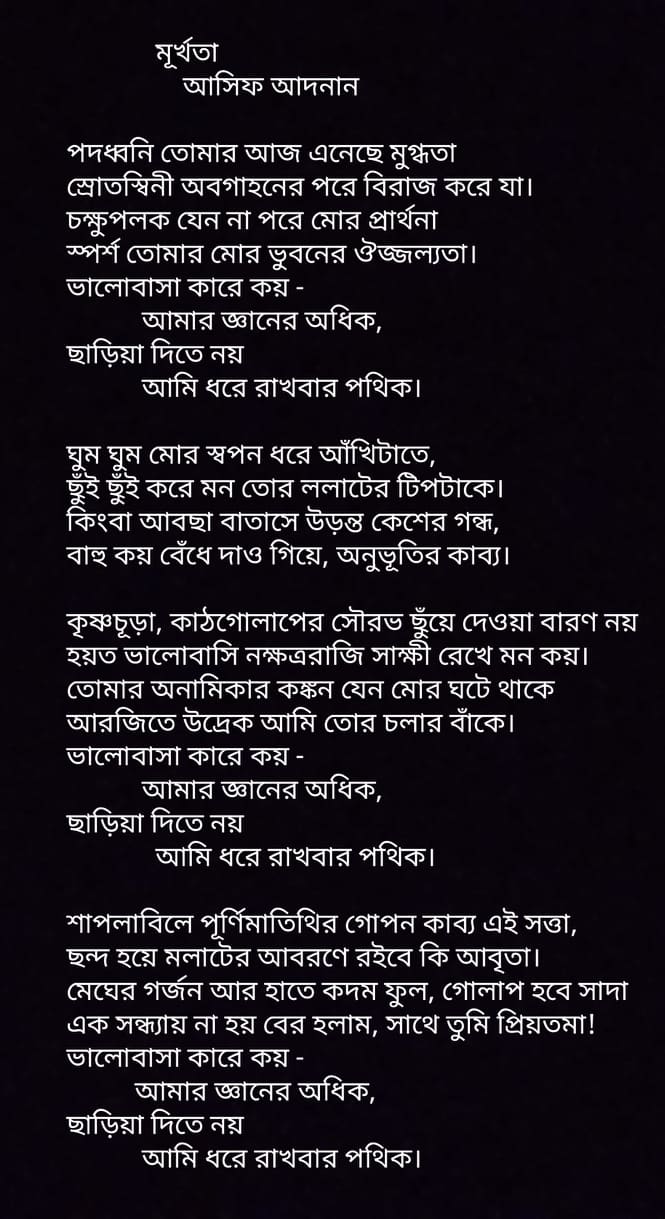 মূর্খতা
আসিফ আদনান
পদধ্বনি তোমার আজ এনেছে মুগ্ধতা
স্রোতস্বিনী অবগাহনের পরে বিরাজ করে যা।
চক্ষুপলক যেন না পরে মোর প্রার্থনা
স্পর্শ তোমার মোর ভুবনের ঔজ্জল্যতা।
ভালোবাসা কারে কয় -
আমার জ্ঞানের অধিক,
ছাড়িয়া দিতে নয়
আমি ধরে রাখবার পথিক।
ঘুম ঘুম মোর স্বপন ধরে আঁখিটাতে,
ছুঁই ছুঁই করে মন তোর ললাটের টিপটাকে।
কিংবা আবছা বাতাসে উড়ন্ত কেশের গন্ধ,
বাহু কয় বেঁধে দাও গিয়ে, অনুভূতির কাব্য।
কৃষ্ণচূড়া, কাঠগোলাপের সৌরভ ছুঁয়ে দেওয়া বারণ নয়
হয়ত ভালোবাসি নক্ষত্ররাজি সাক্ষী রেখে মন কয়।
তোমার অনামিকার কঙ্কন যেন মোর ঘটে থাকে
আরজিতে উদ্রেক আমি তোর চলার বাঁকে।
ভালোবাসা কারে কয় -
আমার জ্ঞানের অধিক,
ছাড়িয়া দিতে নয়
আমি ধরে রাখবার পথিক।
শাপলাবিলে পূর্ণিমাতিথির গোপন কাব্য এই সত্তা,
ছন্দ হয়ে মলাটের আবরণে রইবে কি আবৃতা।
মেঘের গর্জন আর হাতে কদম ফুল, গোলাপ হবে সাদা
এক সন্ধ্যায় না হয় বের হলাম, সাথে তুমি প্রিয়তমা!
ভালোবাসা কারে কয় -
আমার জ্ঞানের অধিক,
ছাড়িয়া দিতে নয়
আমি ধরে রাখবার পথিক।